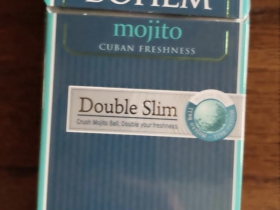 BOHEM
mojito
CUBAN FRESHNESS
Double Slim
Crush Mojito Ball, Double your freshness.